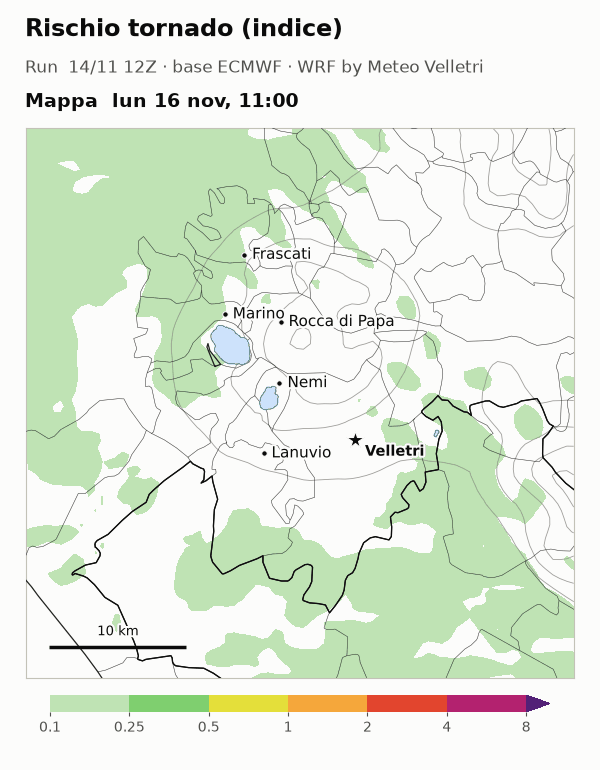 Rischio tornado (indice)
Run  14/11 12Z · base ECMWF · WRF by Meteo Velletri
Mappa  lun 16 nov, 11:00
Frascati
Marino
Rocca di Papa
Nemi
Velletri
Lanuvio
10 km
0.1 0.25 0.5 1 2 4 8